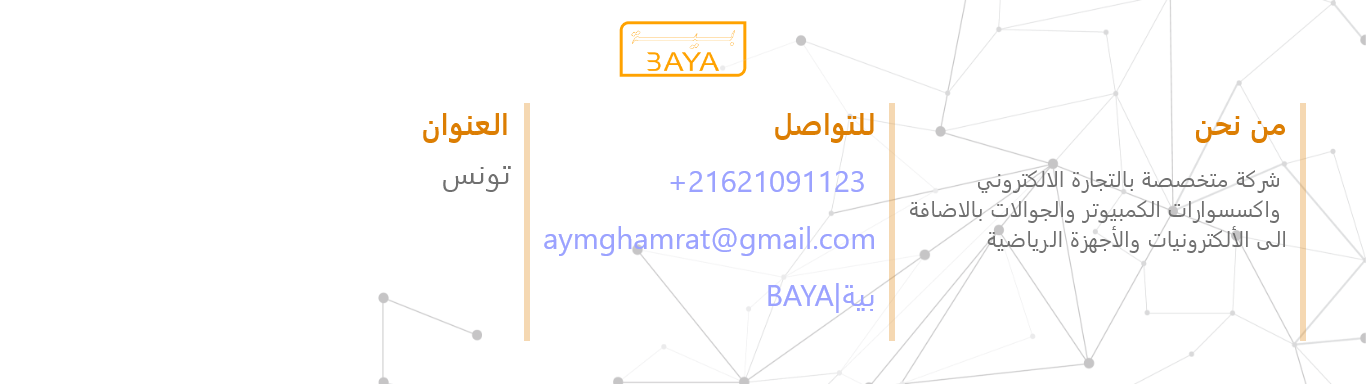 BAYA
من نحن
شركة متخصصة بالتجارة الالكتروني
واكسسوارات الكمبيوتر والجوالات بالاضافة
الى الألكترونيات والأجهزة الرياضية
للتواصل
+21621091123
aymghamrat@gmail.com
بية|BAYA
العنوان
تونس